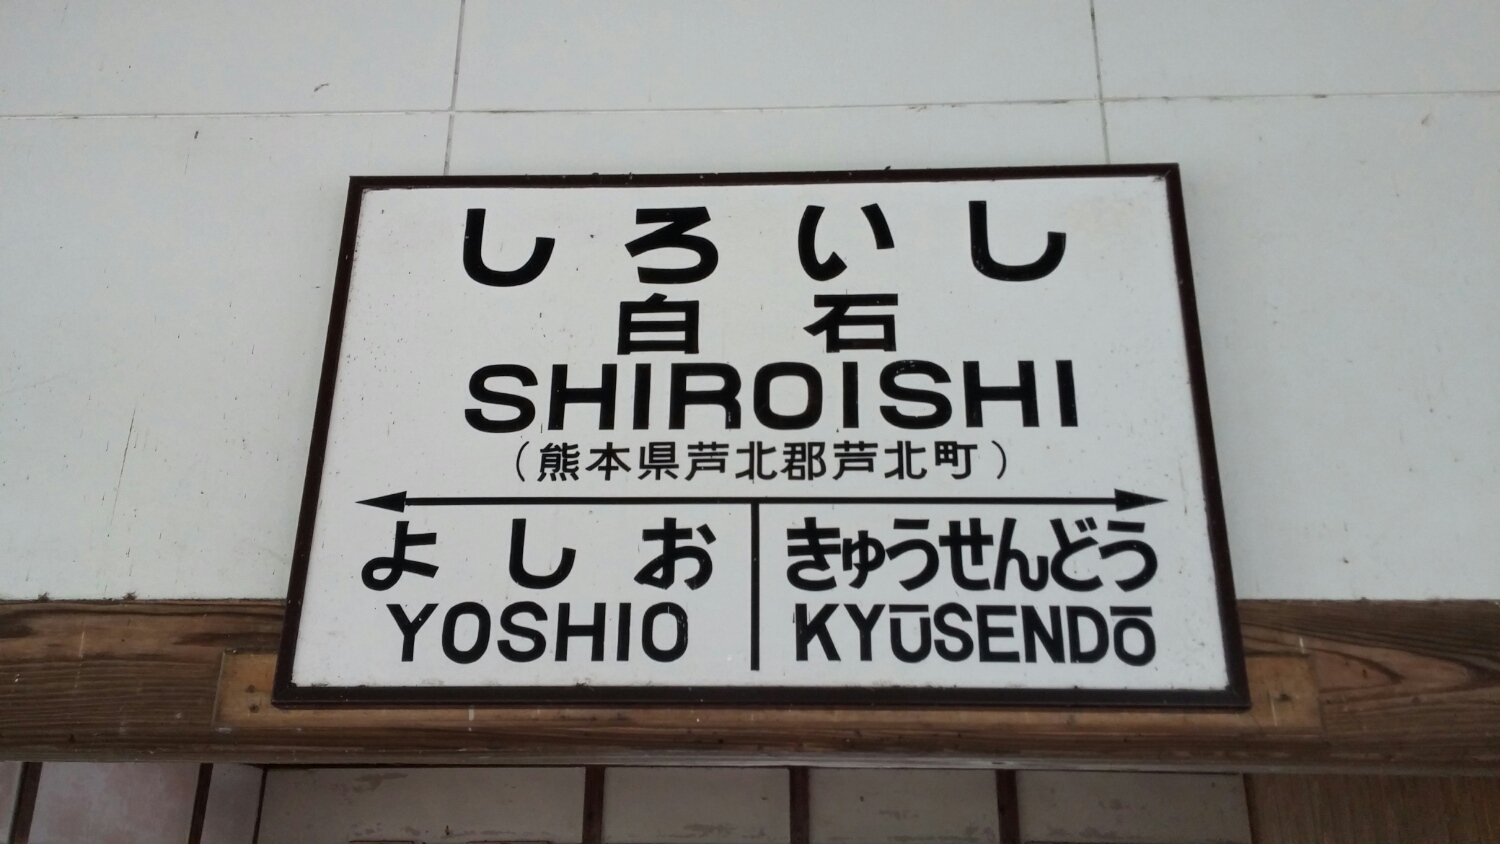 しろいし
白石
SHIROISHI
（熊本県芦北郡芦北町）
よしお
YOSHIO
きゅうせんどう
KYŪSENDŌ